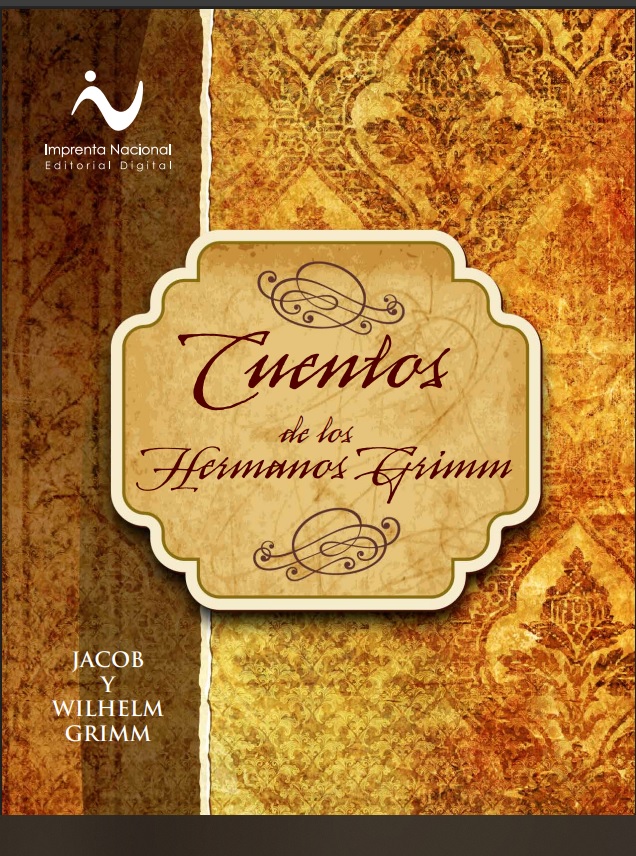 Imprenta Nacional
Editorial Digital
Cuentos
de los
Hermanos Grimm
JACOB
Y
WILHELM
GRIMM